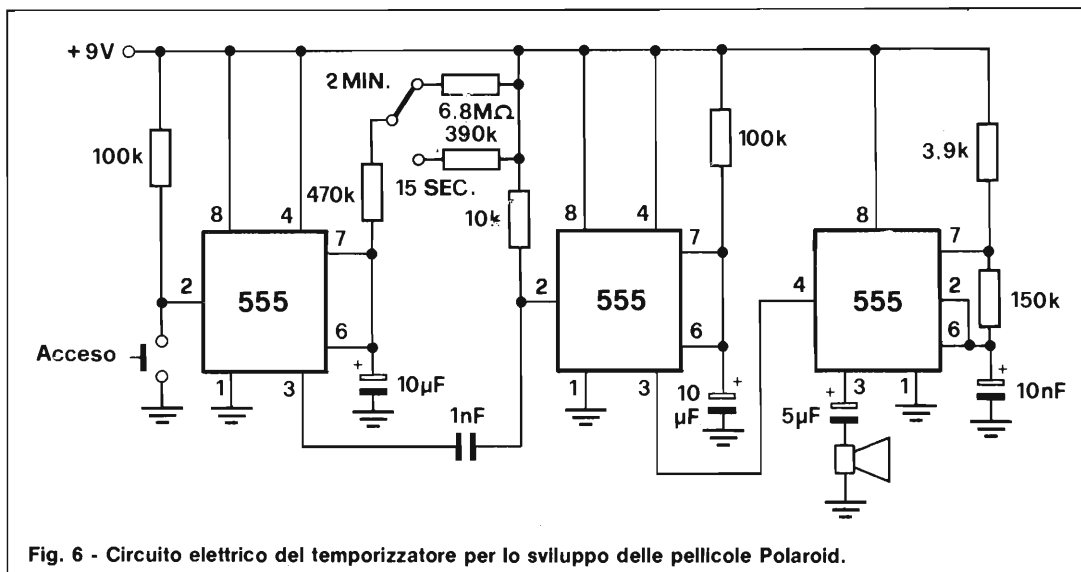 + 9V
2 MIN.
6.8MΩ
390k
100k
100k
3.9k
15 SEC.
470k
10k
8
4
8
4
8
7
7
7
2
555
2
555
4
555
2
150k
6
6
6
Acceso
+
+
+
+
1
3
10µF
1
3
10
µF
3
1
10nF
1nF
5µF
Fig. 6 - Circuito elettrico del temporizzatore per lo sviluppo delle pellicole Polaroid.